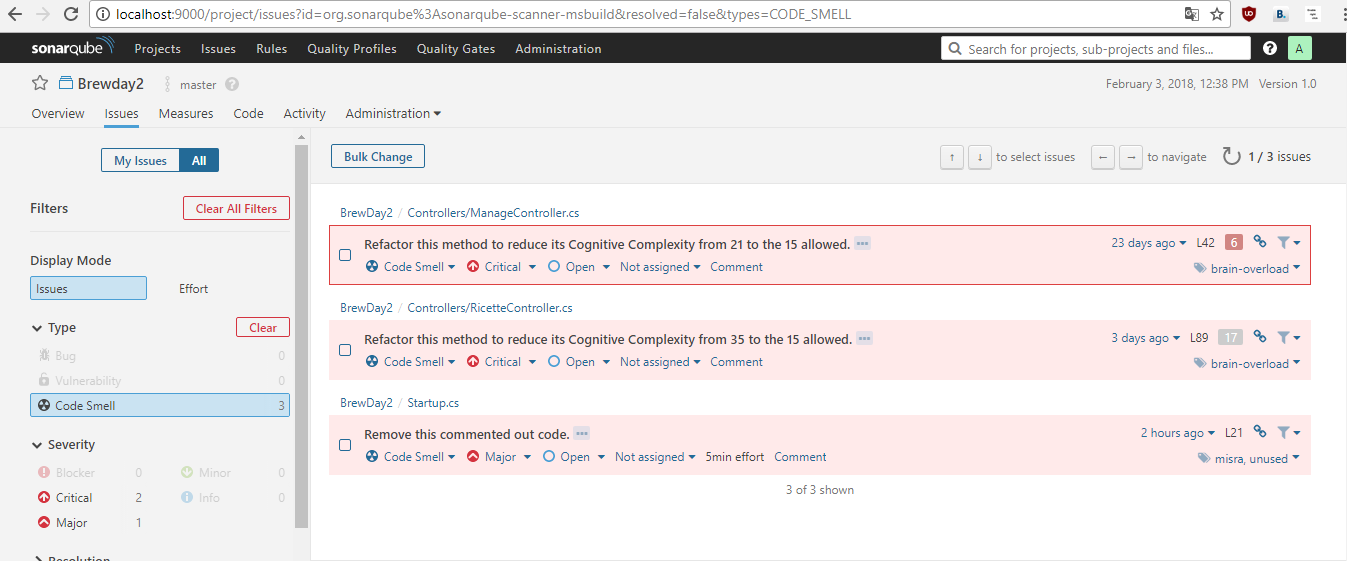 localhost:9000/project/issues?id=org.sonarqube%3Asonarqube-scanner-msbuild&resolved=false&types=CODE_SMELL
sonarqube Projects Issues Rules Quality Profiles Quality Gates Administration Search for projects, sub-projects and files... ? A
Brewday2 master ? February 3, 2018, 12:38 PM Version 1.0
Overview Issues Measures Code Activity Administration
My Issues All
Bulk Change ↑ ↓ to select issues ← → to navigate 1 / 3 issues
Filters Clear All Filters
Display Mode
Issues Effort
Type Clear
Bug 0
Vulnerability 0
Code Smell 3
Severity
Blocker 0 Minor 0
Critical 2 Info 0
Major 1
Resolution
BrewDay2 / Controllers/ManageController.cs
Refactor this method to reduce its Cognitive Complexity from 21 to the 15 allowed. ... 23 days ago L42 6
Code Smell Critical Open Not assigned Comment brain-overload
BrewDay2 / Controllers/RicetteController.cs
Refactor this method to reduce its Cognitive Complexity from 35 to the 15 allowed. ... 3 days ago L89 17
Code Smell Critical Open Not assigned Comment brain-overload
BrewDay2 / Startup.cs
Remove this commented out code. ... 2 hours ago L21
Code Smell Major Open Not assigned 5min effort Comment misra, unused
3 of 3 shown